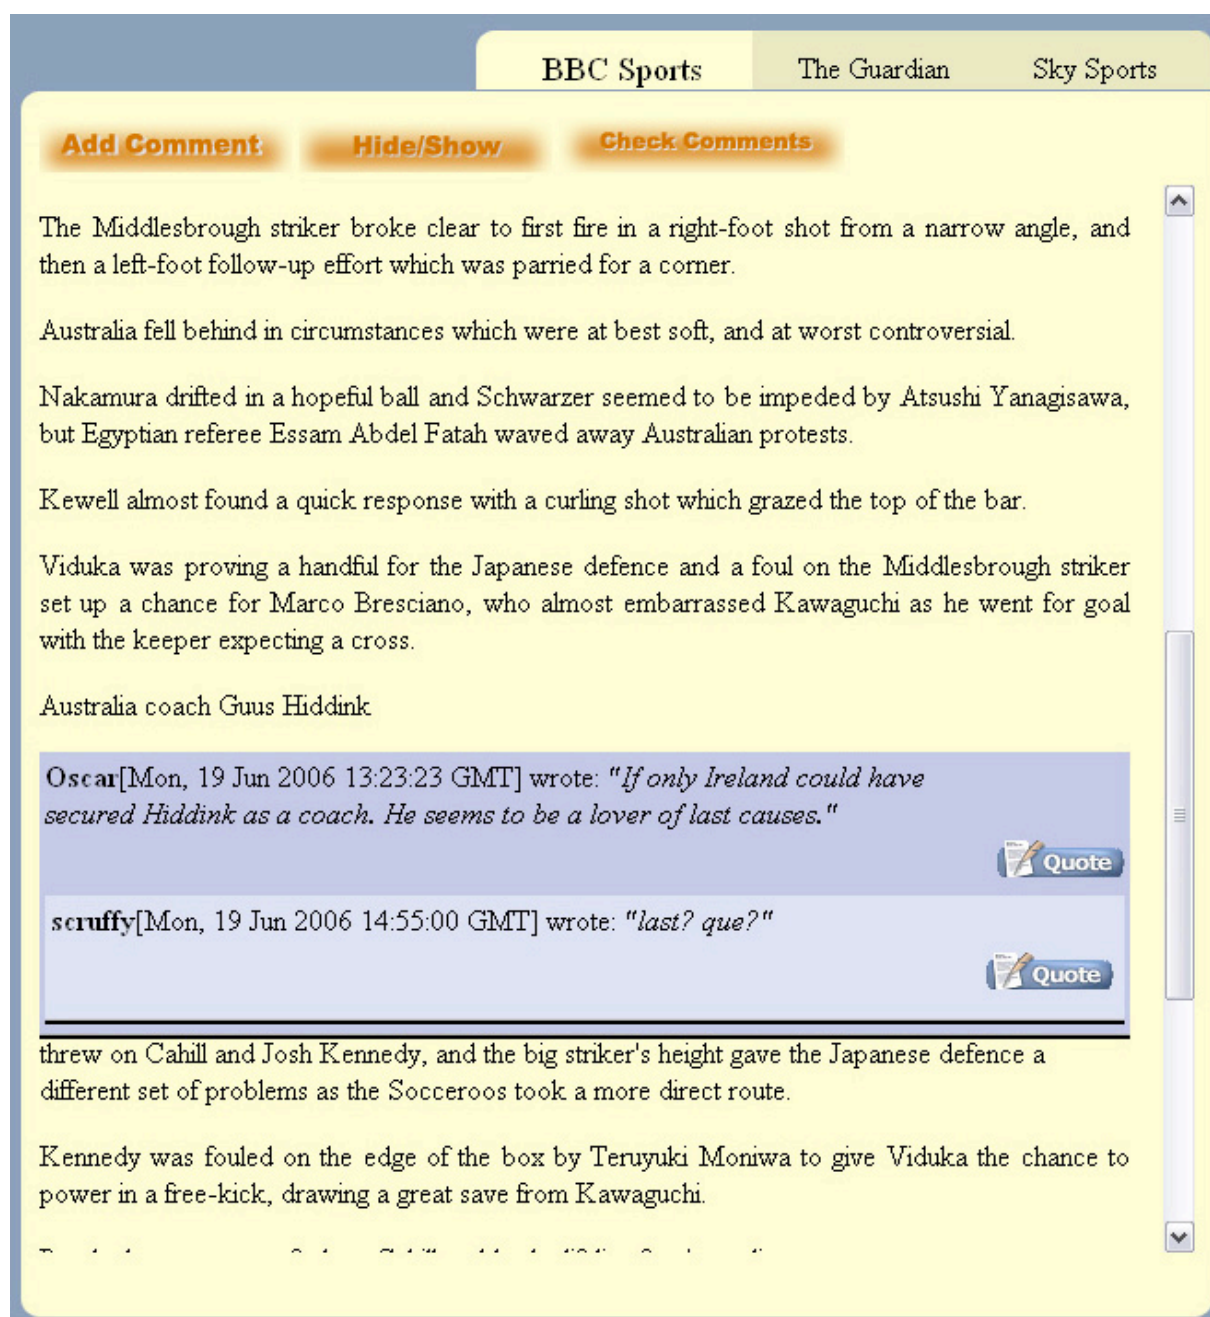 BBC Sports The Guardian Sky Sports
Add Comment Hide/Show Check Comments
The Middlesbrough striker broke clear to first fire in a right-foot shot from a narrow angle, and
then a left-foot follow-up effort which was parried for a corner.
Australia fell behind in circumstances which were at best soft, and at worst controversial.
Nakamura drifted in a hopeful ball and Schwarzer seemed to be impeded by Atsushi Yanagisawa,
but Egyptian referee Essam Abdel Fatah waved away Australian protests.
Kewell almost found a quick response with a curling shot which grazed the top of the bar.
Viduka was proving a handful for the Japanese defence and a foul on the Middlesbrough striker
set up a chance for Marco Bresciano, who almost embarrassed Kawaguchi as he went for goal
with the keeper expecting a cross.
Australia coach Guus Hiddink
Oscar[Mon, 19 Jun 2006 13:23:23 GMT] wrote: "If only Ireland could have
secured Hiddink as a coach. He seems to be a lover of last causes."
Quote
scruffy[Mon, 19 Jun 2006 14:55:00 GMT] wrote: "last? que?"
Quote
threw on Cahill and Josh Kennedy, and the big striker's height gave the Japanese defence a
different set of problems as the Socceroos took a more direct route.
Kennedy was fouled on the edge of the box by Teruyuki Moniwa to give Viduka the chance to
power in a free-kick, drawing a great save from Kawaguchi.